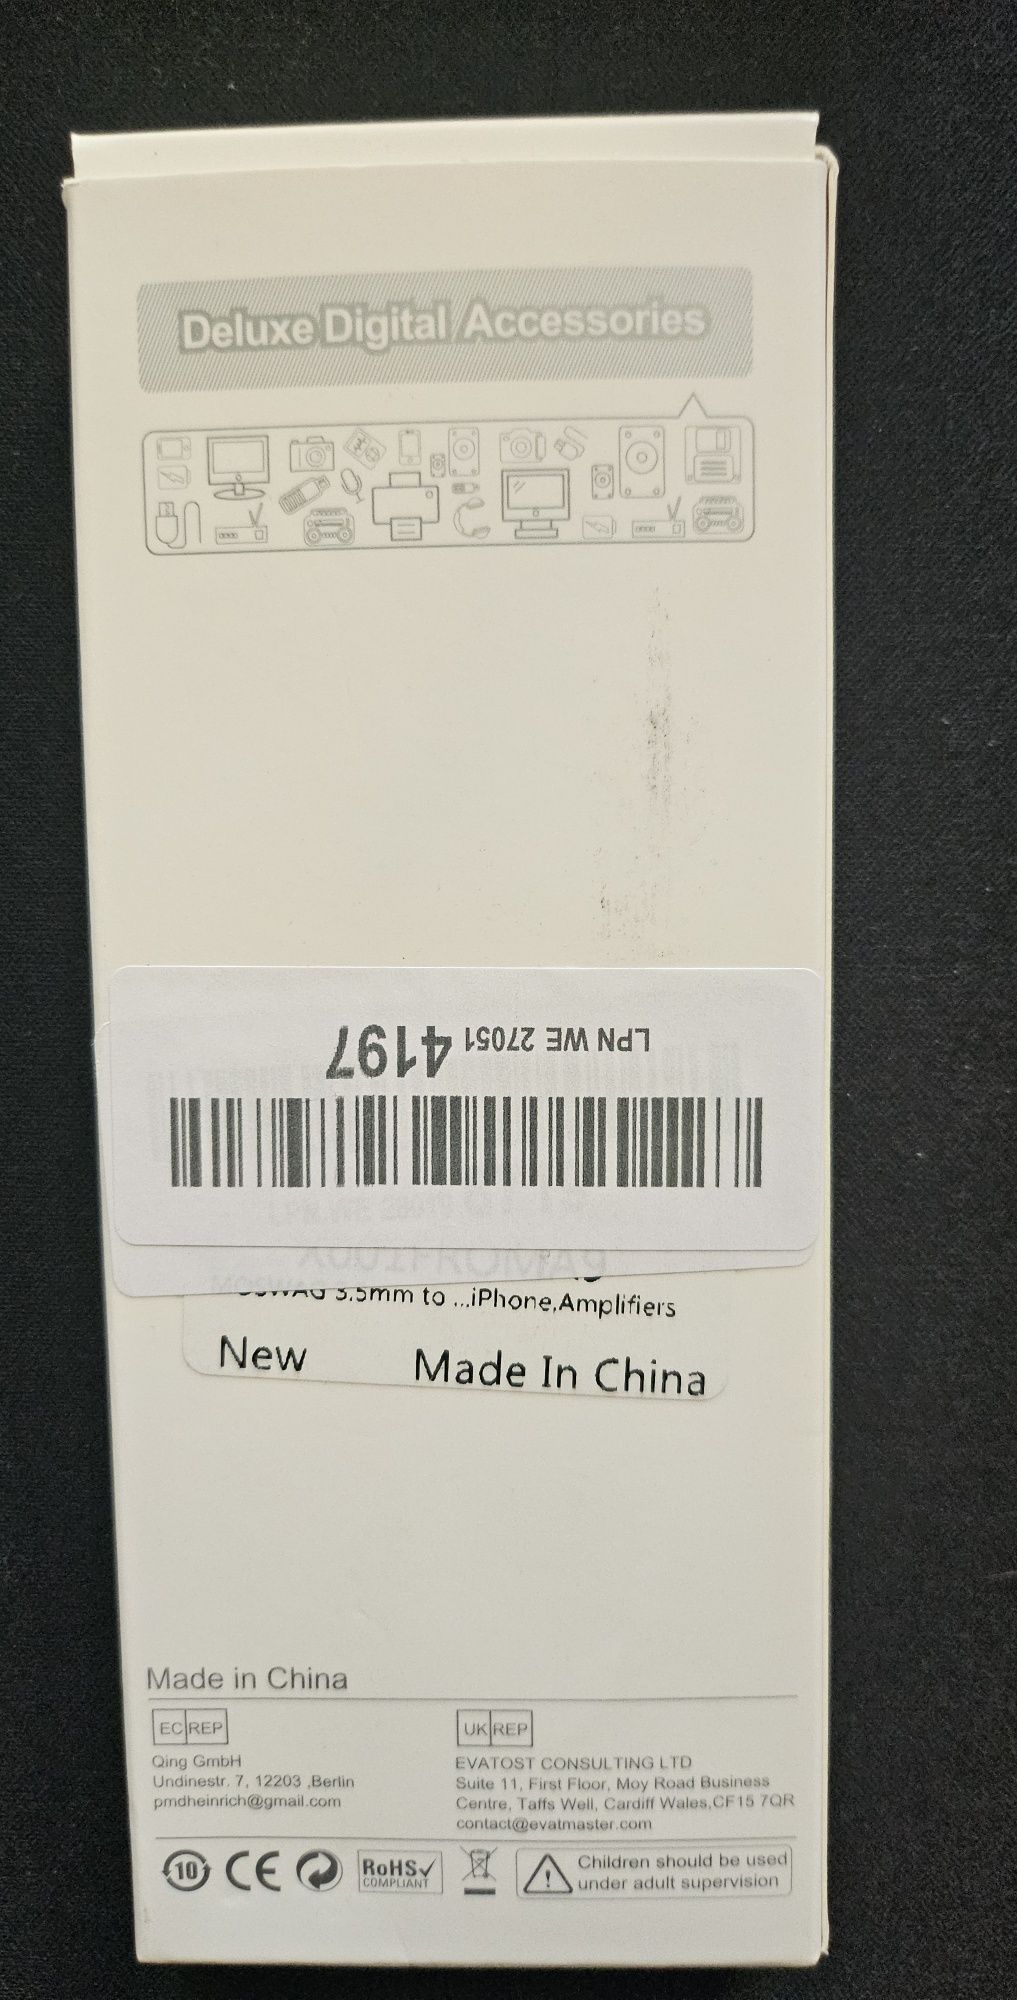 Deluxe Digital Accessories
LPN WE 27051 4197
MOSWAG 3.5mm to ...iPhone,Amplifiers
New Made In China
Made in China
EC REP
Qing GmbH
Undinestr. 7, 12203 ,Berlin
pmdheinrich@gmail.com
UK REP
EVATOST CONSULTING LTD
Suite 11, First Floor, Moy Road Business
Centre, Taffs Well, Cardiff Wales,CF15 7QR
contact@evatmaster.com
10 CE
RoHS
COMPLIANT
Children should be used
under adult supervision